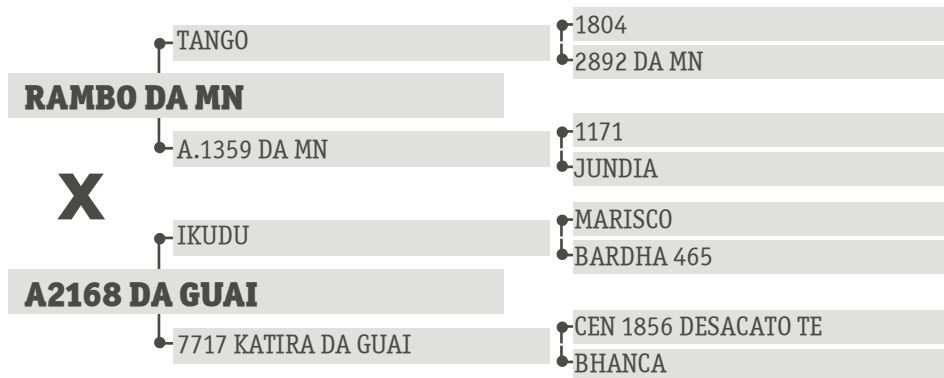 TANGO
1804
2892 DA MN
RAMBO DA MN
A.1359 DA MN
1171
JUNDIA
X
IKUDU
MARISCO
BARDHA 465
A2168 DA GUAI
7717 KATIRA DA GUAI
CEN 1856 DESACATO TE
BHANCA